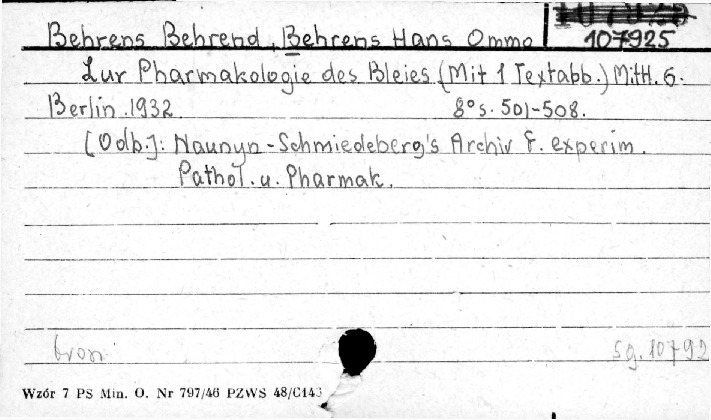 Behrens Behrend, Behrens Hans Ommo
107925
Zur Pharmakologie des Bleies (Mit 1 Textabb.) Mitt. 6.
Berlin. 1932. 8° s. 501-508.
[Odb.]: Naunyn-Schmiedeberg's Archiv f. experim.
Pathol. u. Pharmak.
bron sg. 10792
Wzór 7 PS Min. O. Nr 797/46 PZWS 48/C143